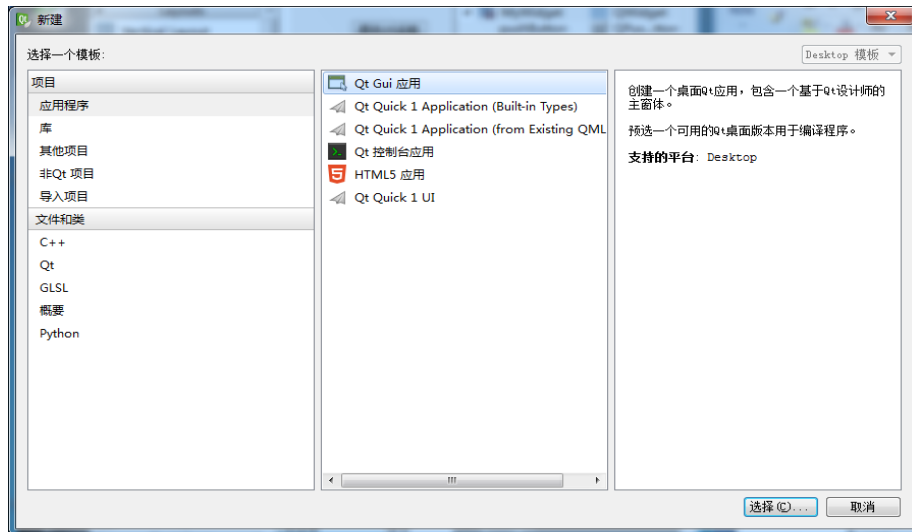 新建
选择一个模板:
Desktop 模板
项目
应用程序
库
其他项目
非Qt 项目
导入项目
文件和类
C++
Qt
GLSL
概要
Python
Qt Gui 应用
Qt Quick 1 Application (Built-in Types)
Qt Quick 1 Application (from Existing QML
Qt 控制台应用
HTML5 应用
Qt Quick 1 UI
创建一个桌面Qt应用，包含一个基于Qt设计师的
主窗体。
预选一个可用的Qt桌面版本用于编译程序。
支持的平台: Desktop
选择(C)...
取消